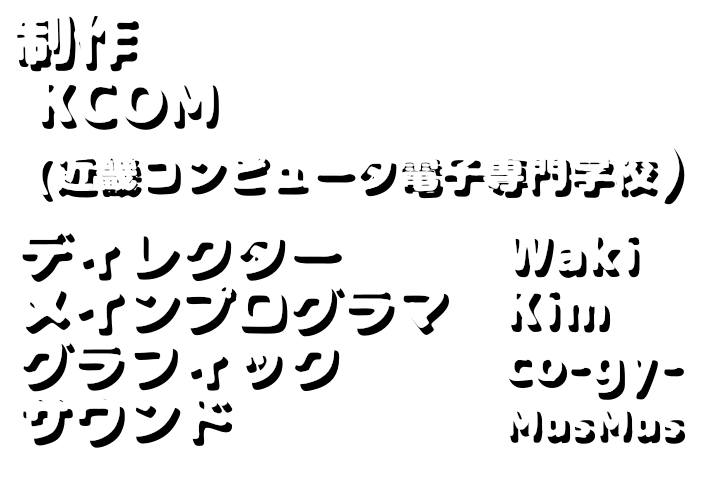 制作
KCOM
(近畿コンピュータ電子専門学校)
ディレクター Waki
メインプログラマ Kim
グラフィック co-gy-
サウンド MusMus